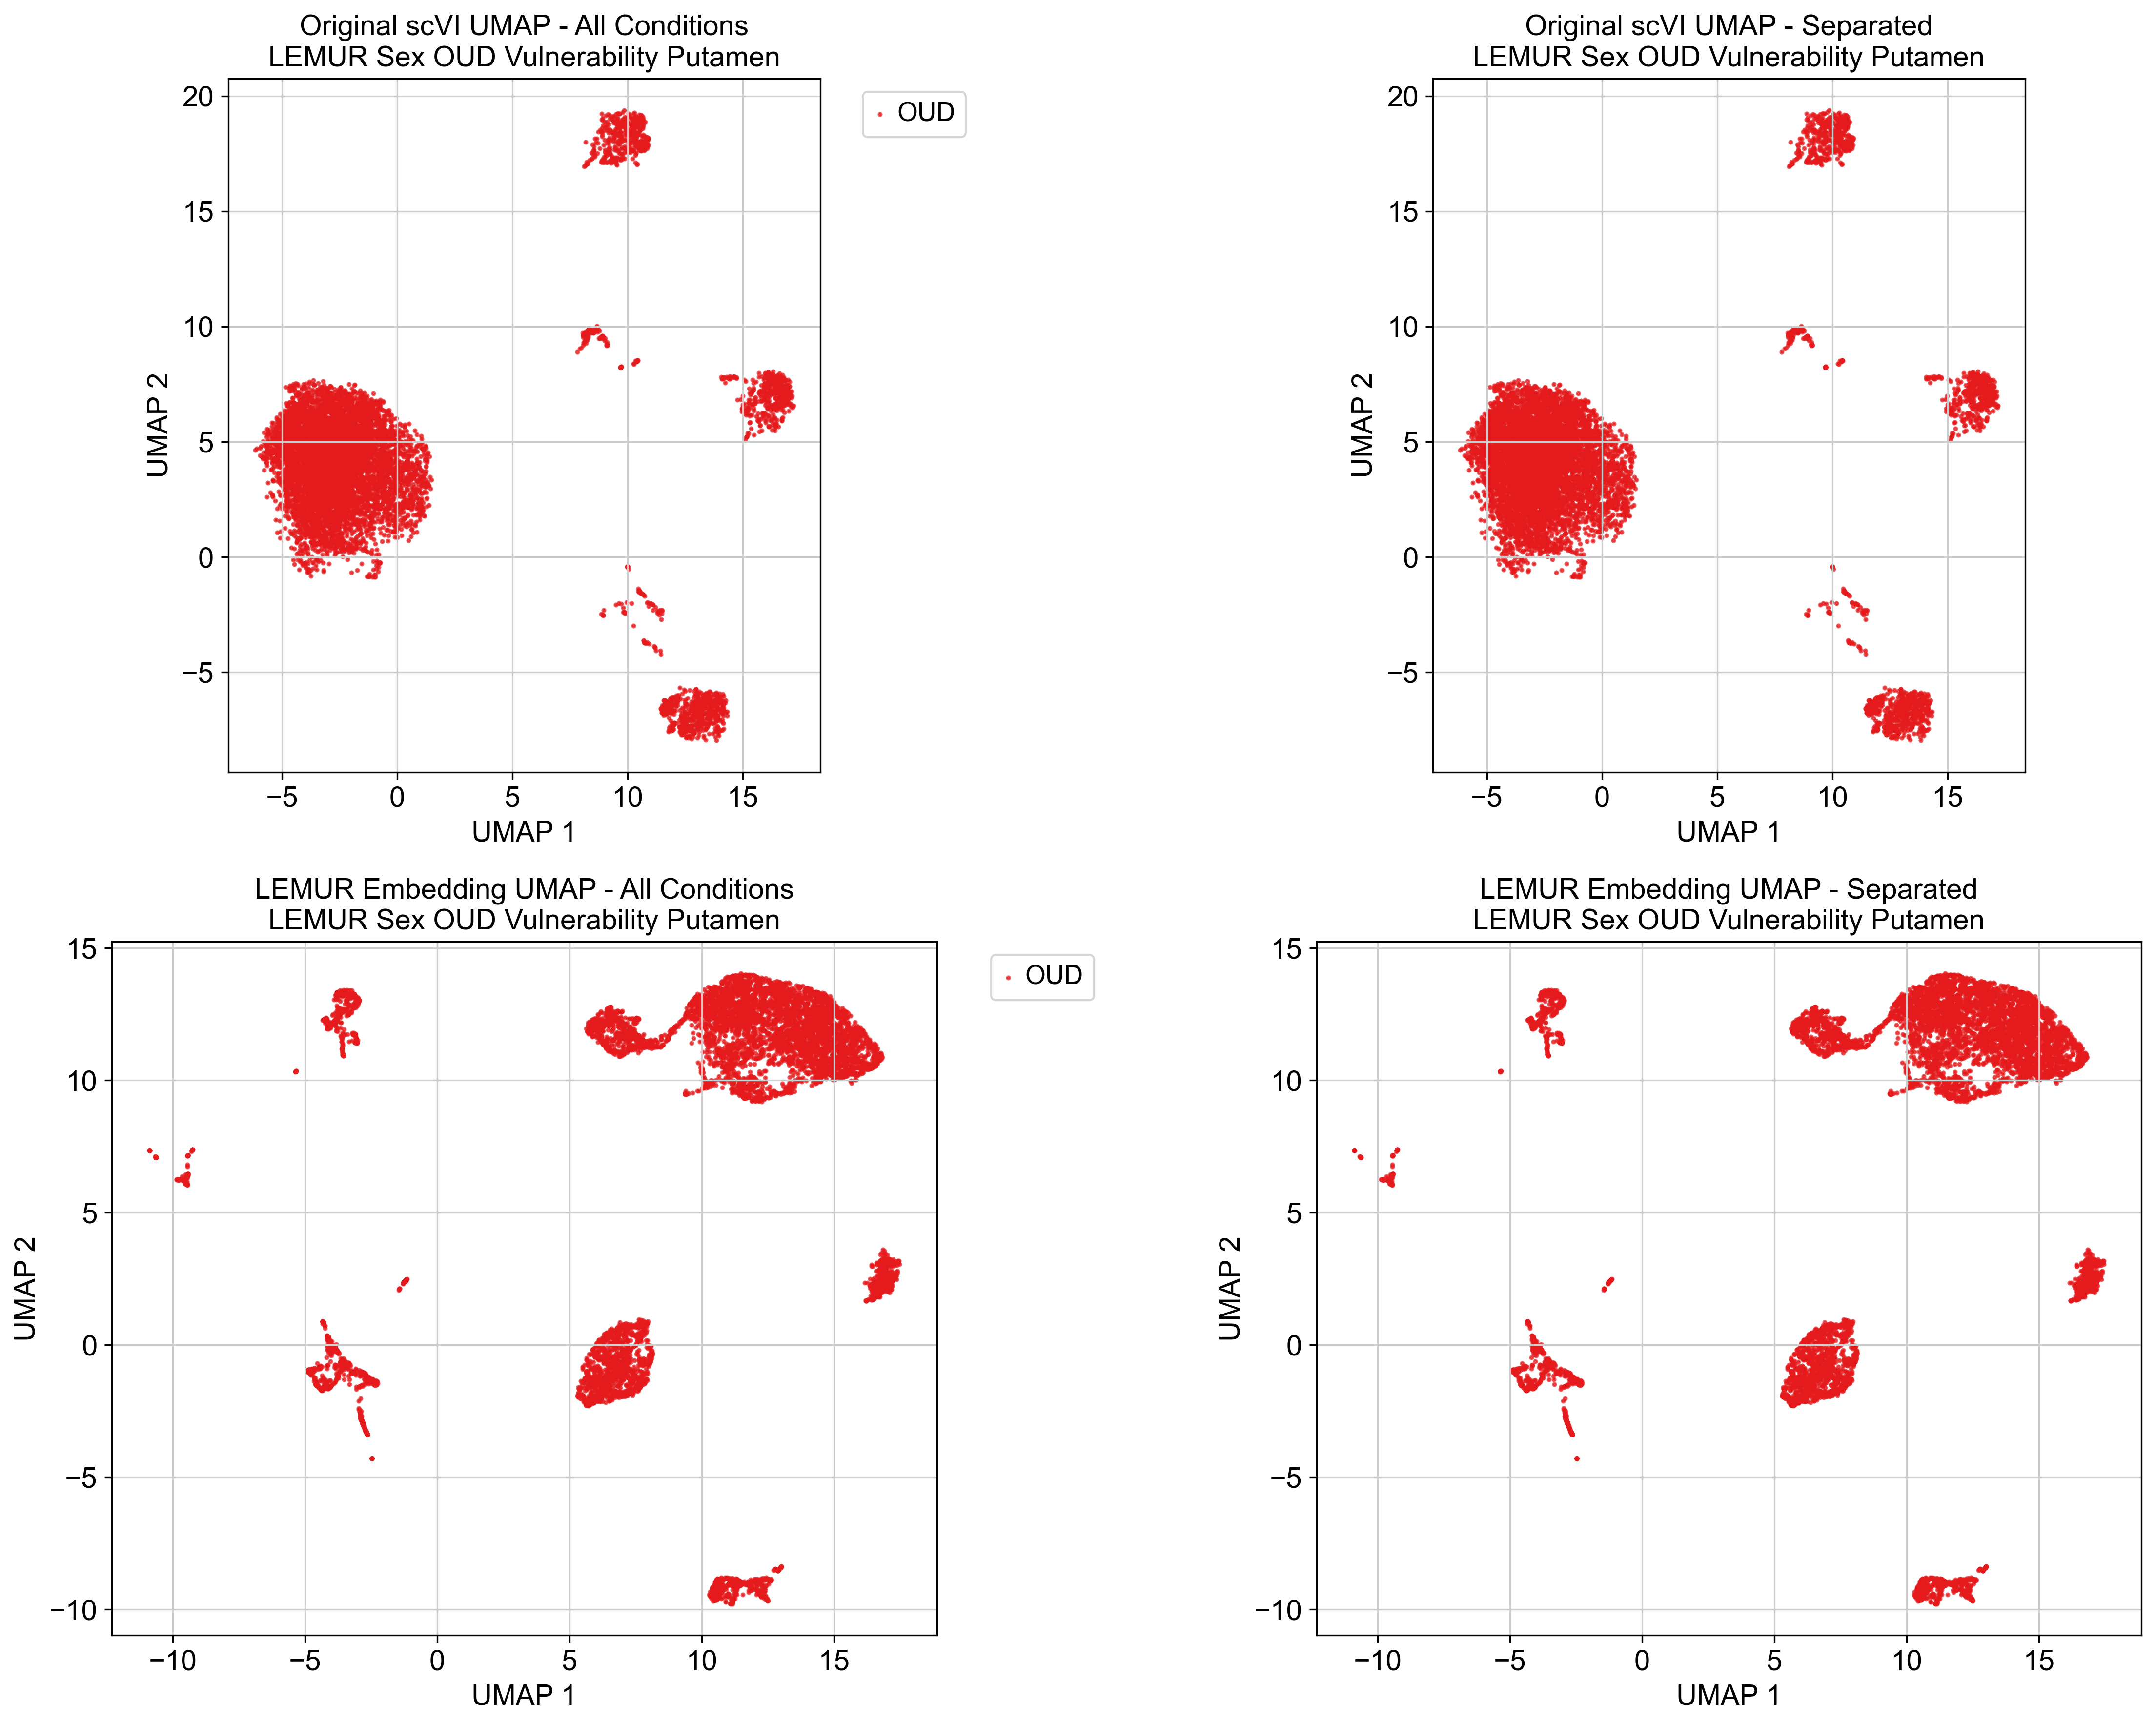 Original scVI UMAP - All Conditions
LEMUR Sex OUD Vulnerability Putamen
20
15
10
5
0
−5
UMAP 2
−5 0 5 10 15
UMAP 1
OUD
Original scVI UMAP - Separated
LEMUR Sex OUD Vulnerability Putamen
20
15
10
5
0
−5
UMAP 2
−5 0 5 10 15
UMAP 1
LEMUR Embedding UMAP - All Conditions
LEMUR Sex OUD Vulnerability Putamen
15
10
5
0
−5
−10
UMAP 2
−10 −5 0 5 10 15
UMAP 1
OUD
LEMUR Embedding UMAP - Separated
LEMUR Sex OUD Vulnerability Putamen
15
10
5
0
−5
−10
UMAP 2
−10 −5 0 5 10 15
UMAP 1